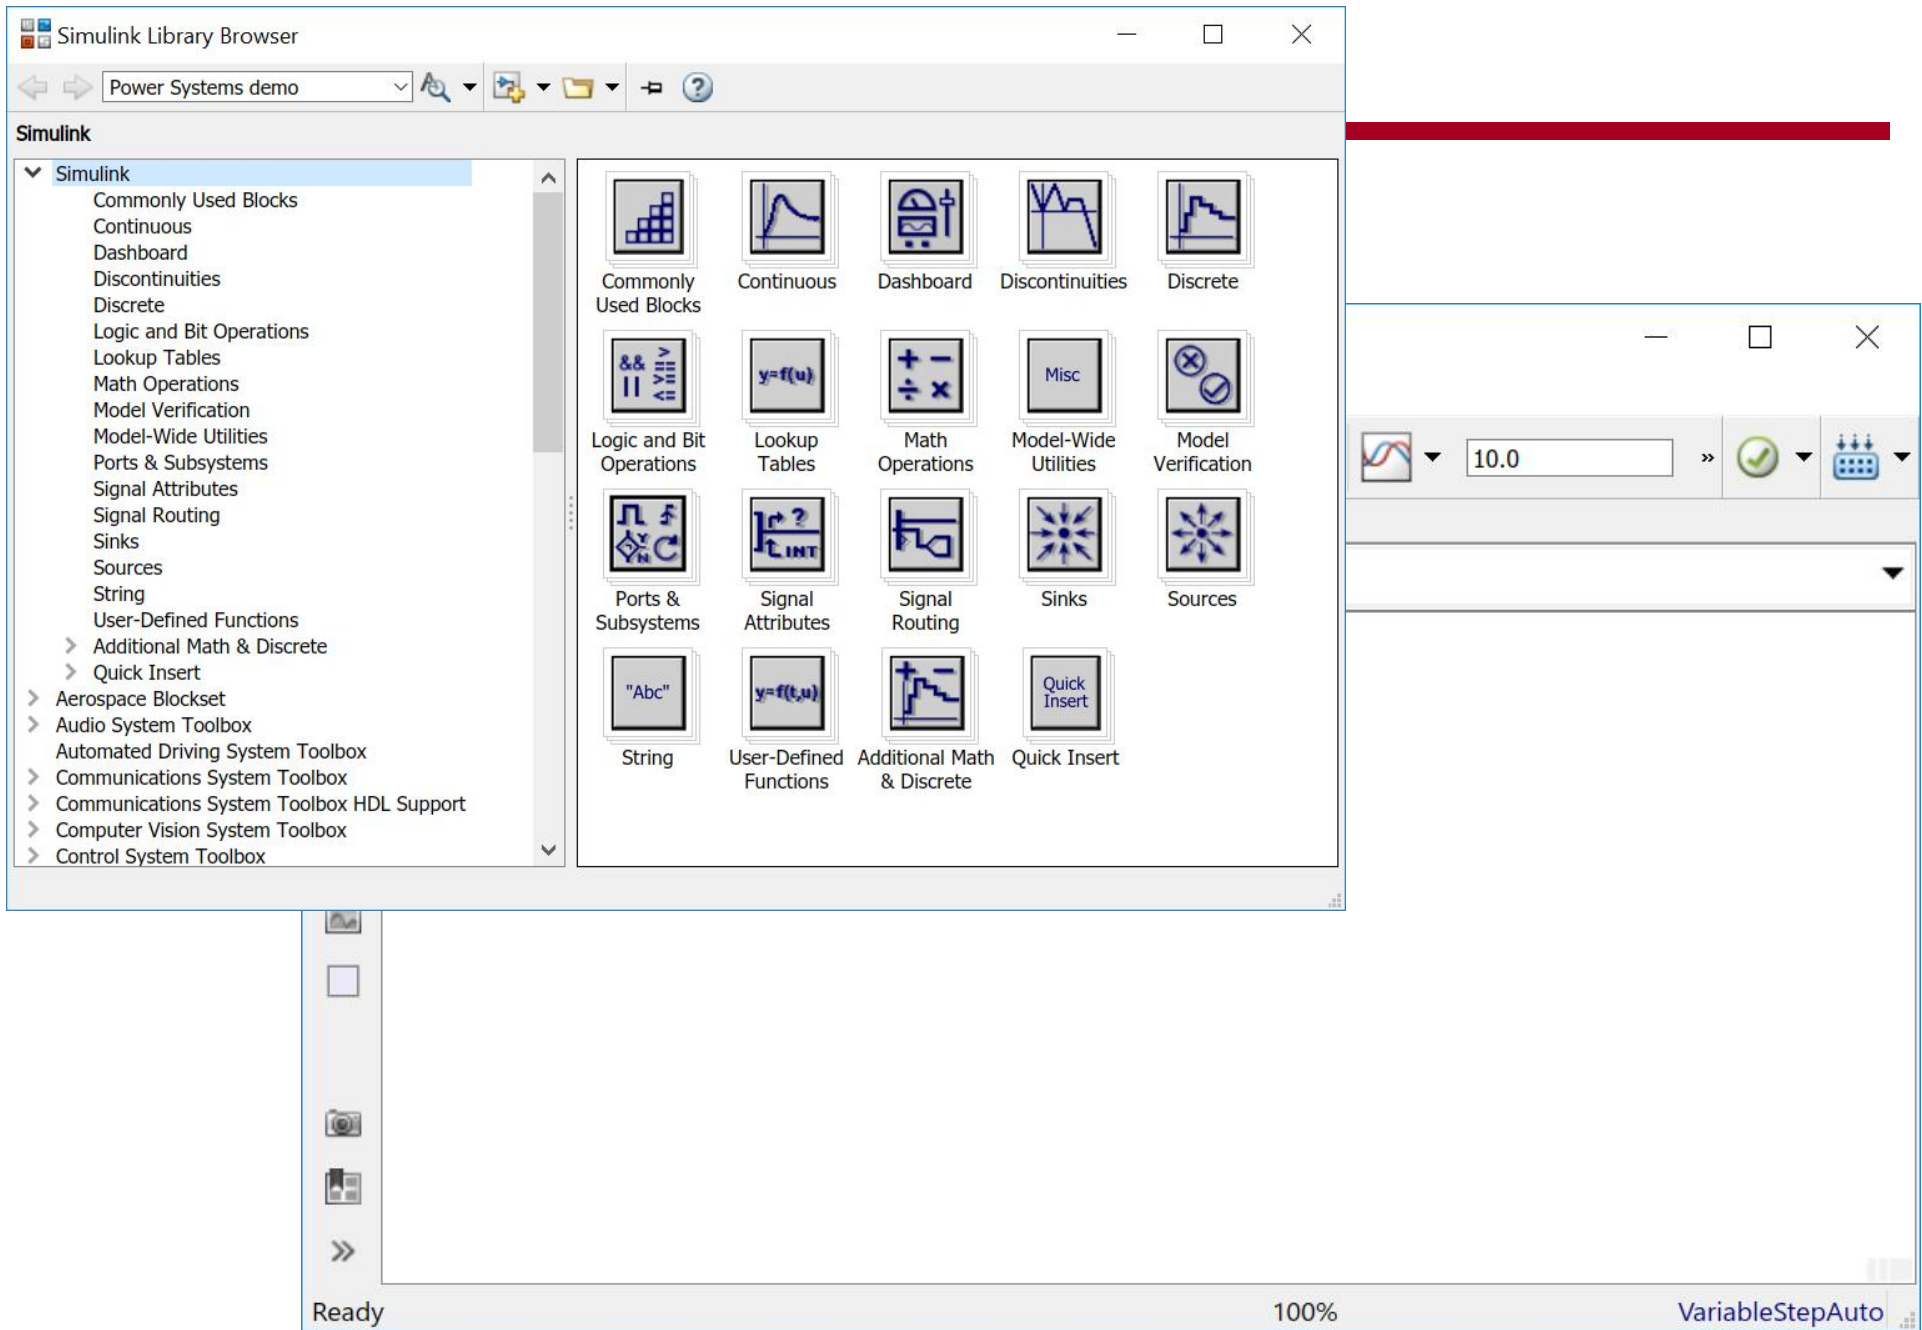 Simulink Library Browser
Power Systems demo
Simulink
Simulink
Commonly Used Blocks
Continuous
Dashboard
Discontinuities
Discrete
Logic and Bit Operations
Lookup Tables
Math Operations
Model Verification
Model-Wide Utilities
Ports & Subsystems
Signal Attributes
Signal Routing
Sinks
Sources
String
User-Defined Functions
Additional Math & Discrete
Quick Insert
Aerospace Blockset
Audio System Toolbox
Automated Driving System Toolbox
Communications System Toolbox
Communications System Toolbox HDL Support
Computer Vision System Toolbox
Control System Toolbox
Commonly
Used Blocks
Continuous
Dashboard
Discontinuities
Discrete
&& >
==
|| >=
<=
y=f(u)
+ −
÷ ×
Misc
Logic and Bit
Operations
Lookup
Tables
Math
Operations
Model-Wide
Utilities
Model
Verification
Y
N
?
INT
Ports &
Subsystems
Signal
Attributes
Signal
Routing
Sinks
Sources
"Abc"
y=f(t,u)
+ −
Quick
Insert
String
User-Defined
Functions
Additional Math
& Discrete
Quick Insert
10.0
»
Ready
100%
VariableStepAuto